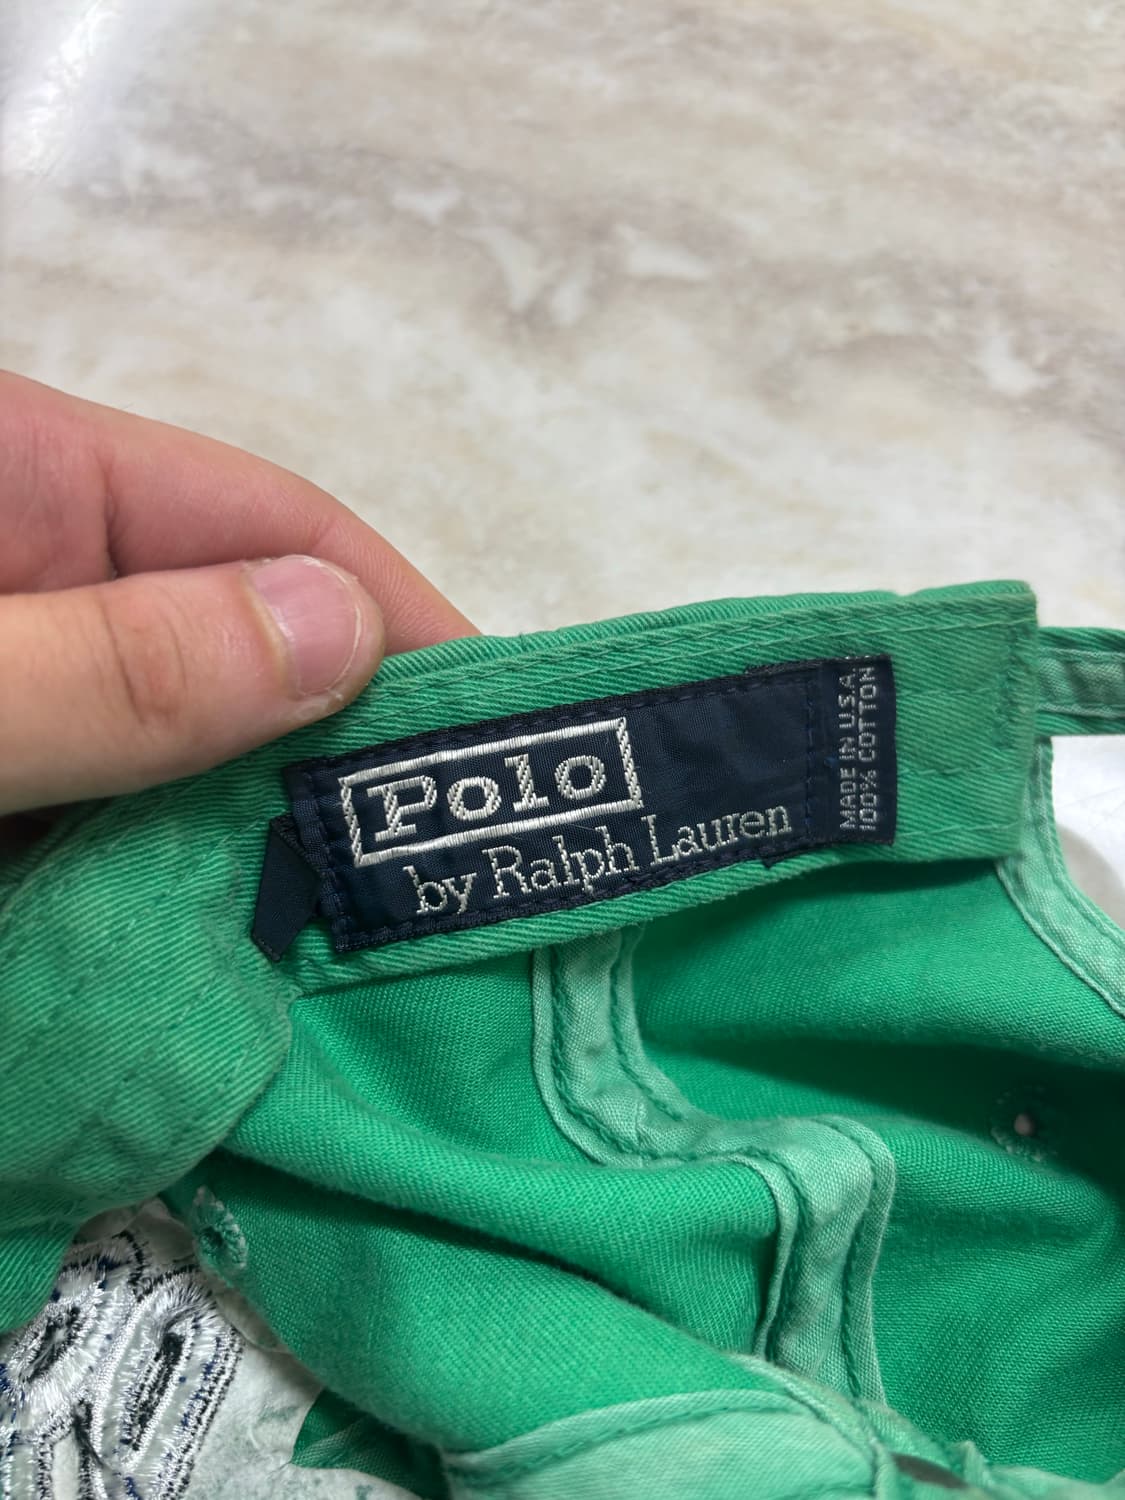 Polo
by Ralph Lauren
MADE IN U.S.A.
100% COTTON